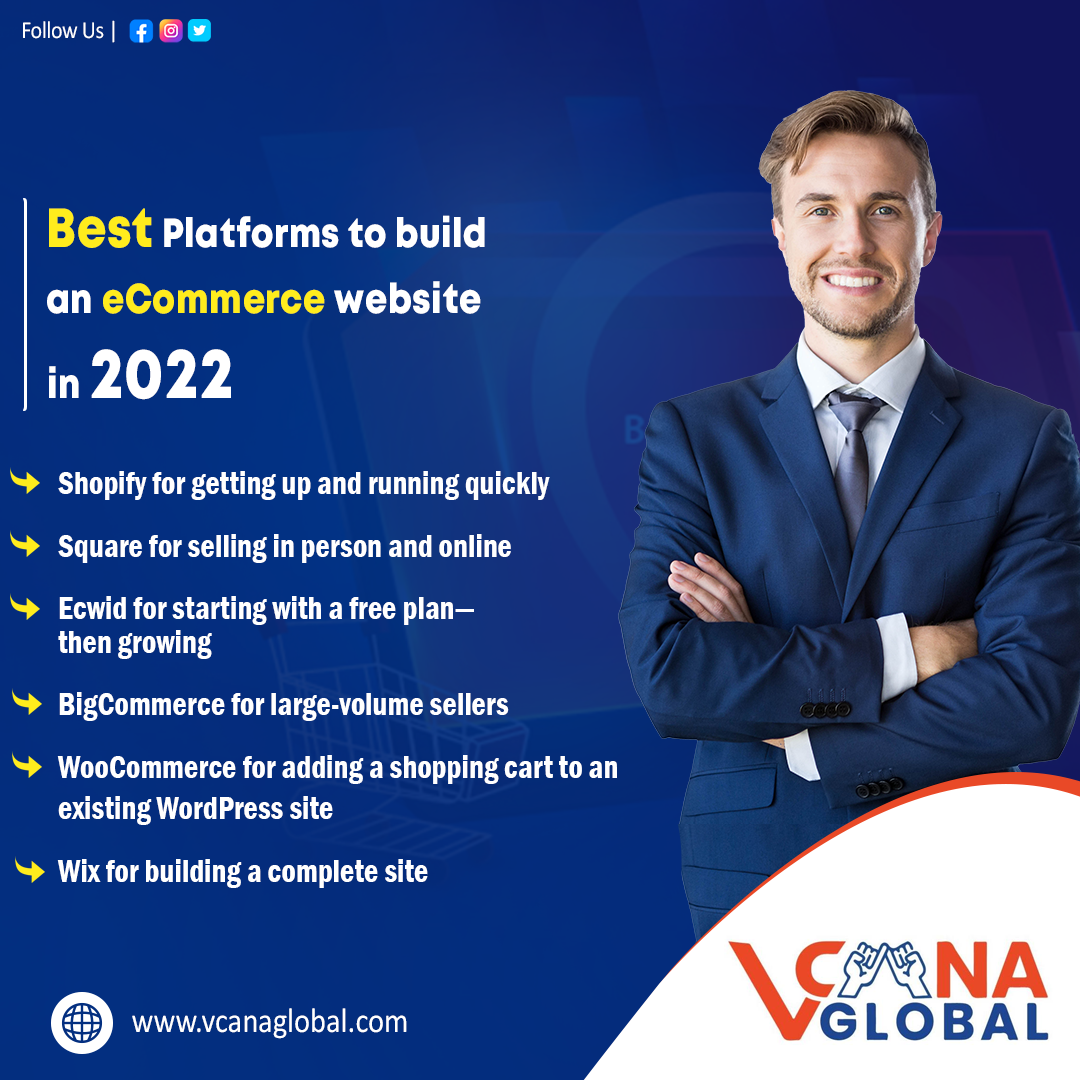 Follow Us |
Best Platforms to build
an eCommerce website
in 2022
Shopify for getting up and running quickly
Square for selling in person and online
Ecwid for starting with a free plan—
then growing
BigCommerce for large-volume sellers
WooCommerce for adding a shopping cart to an
existing WordPress site
Wix for building a complete site
www.vcanaglobal.com
VCANA
GLOBAL